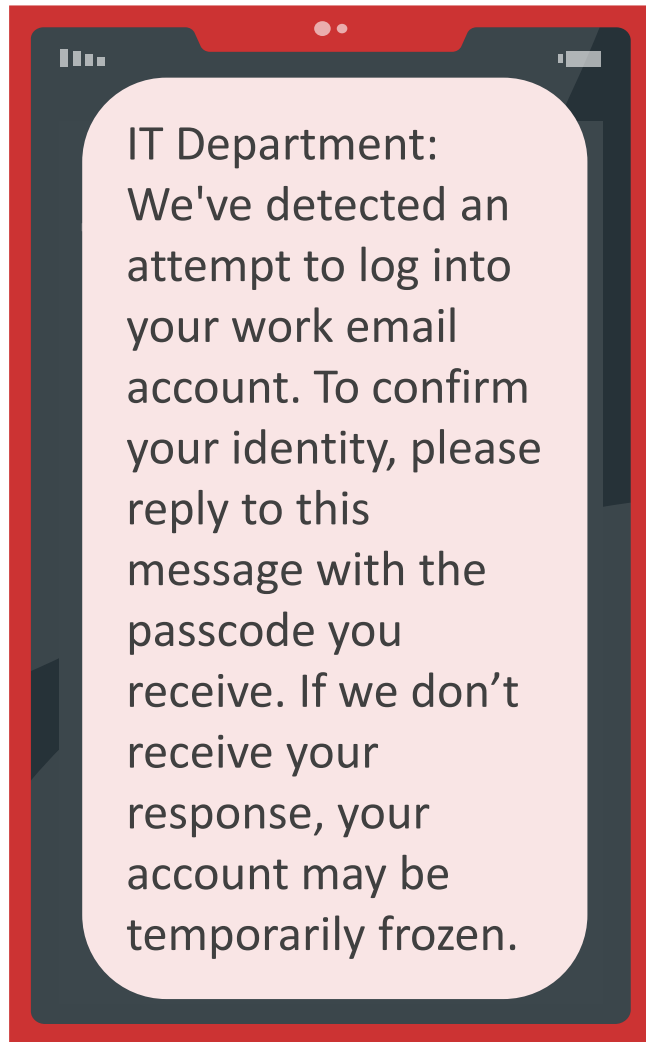 IT Department:
We've detected an
attempt to log into
your work email
account. To confirm
your identity, please
reply to this
message with the
passcode you
receive. If we don’t
receive your
response, your
account may be
temporarily frozen.